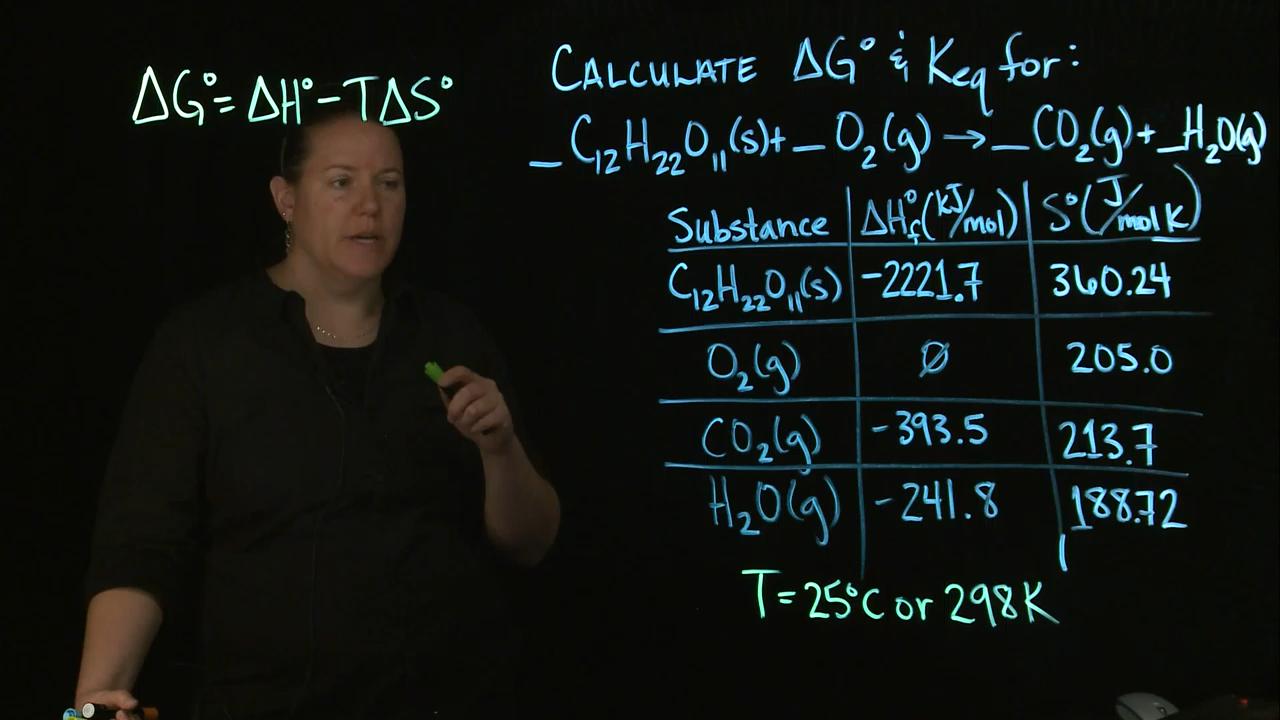 ΔG°= ΔH°-TΔS°
CALCULATE ΔG° & Keq for:
_ C₁₂H₂₂O₁₁(s)+ _ O₂(g) → _ CO₂(g)+ _H₂O(g)
Substance ΔH°f(kJ/mol) S°(J/mol K)
C₁₂H₂₂O₁₁(s) -2221.7 360.24
O₂(g) Ø 205.0
CO₂(g) -393.5 213.7
H₂O(g) -241.8 188.72
T=25°C or 298K